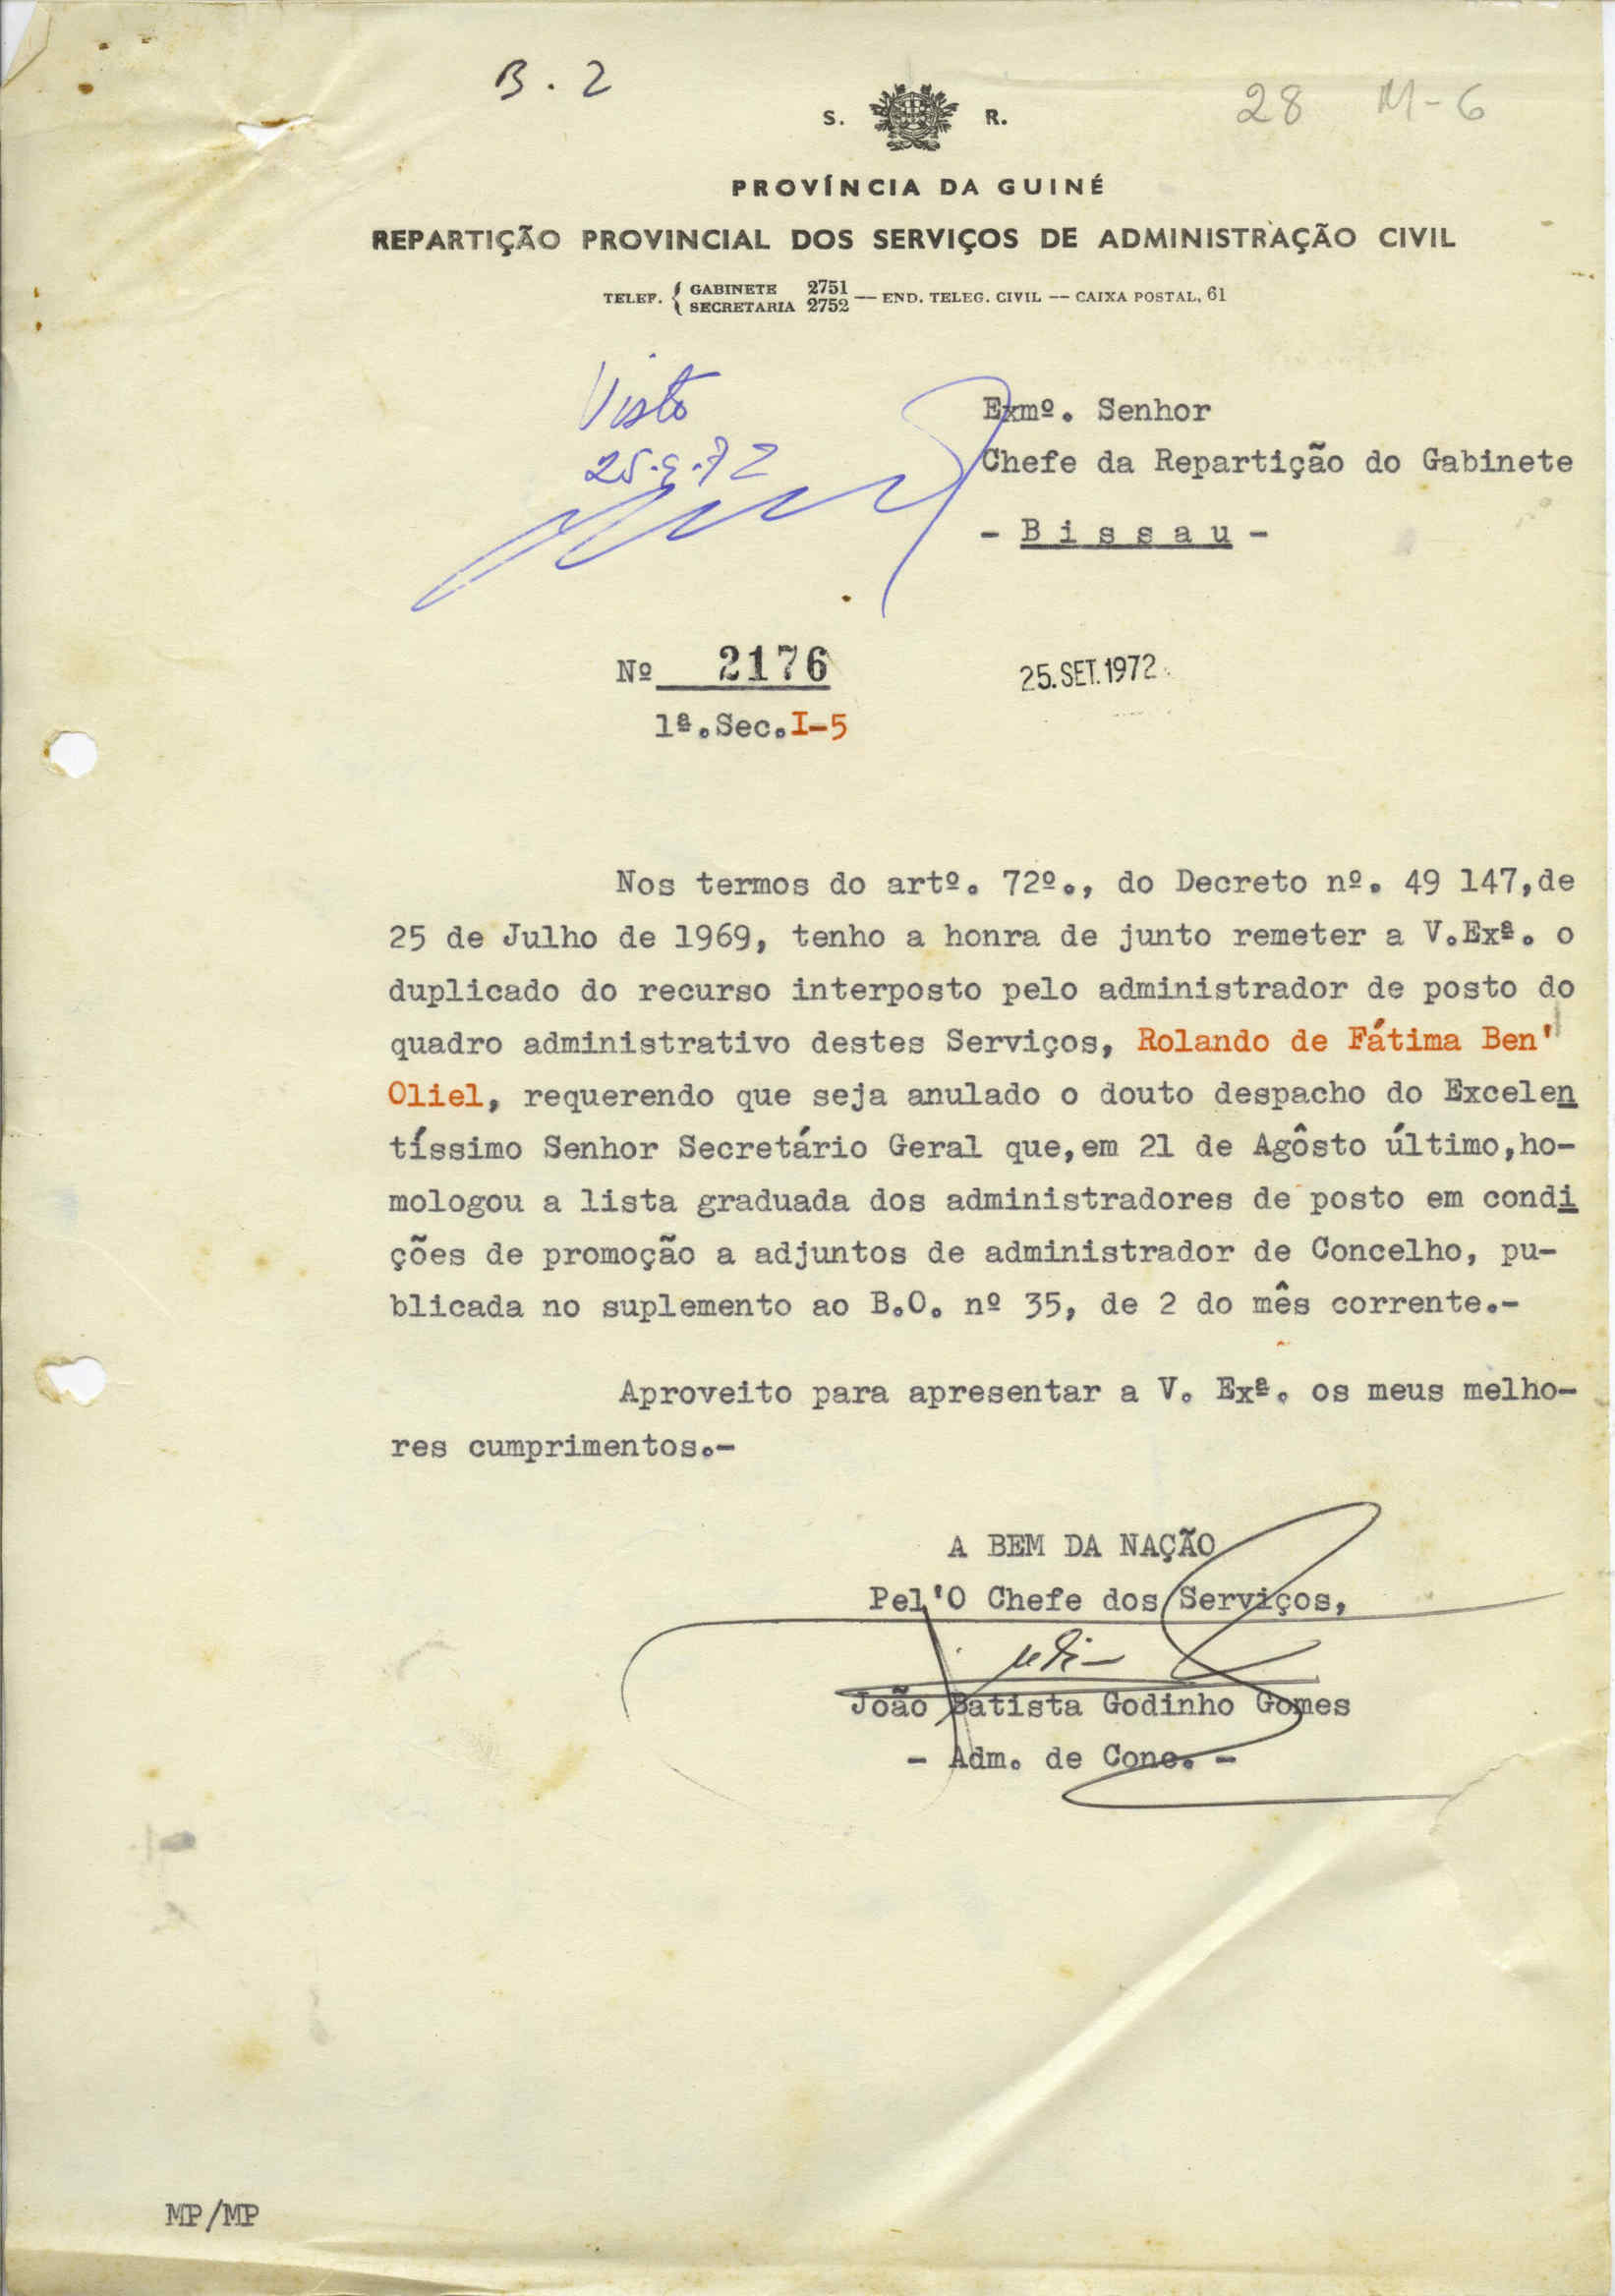 B. 2
28 M-6
S. R.
PROVÍNCIA DA GUINÉ
REPARTIÇÃO PROVINCIAL DOS SERVIÇOS DE ADMINISTRAÇÃO CIVIL
TELEF. { GABINETE 2751
SECRETARIA 2752 — END. TELEG. CIVIL — CAIXA POSTAL, 61
Visto
25.9.72
Exmº. Senhor
Chefe da Repartição do Gabinete
- Bissau -
Nº 2176
25.SET.1972
1ª.Sec.I-5
Nos termos do artº. 72º., do Decreto nº. 49 147,de
25 de Julho de 1969, tenho a honra de junto remeter a V.Exª. o
duplicado do recurso interposto pelo administrador de posto do
quadro administrativo destes Serviços, Rolando de Fátima Ben'
Oliel, requerendo que seja anulado o douto despacho do Excelen
tíssimo Senhor Secretário Geral que,em 21 de Agôsto último,ho-
mologou a lista graduada dos administradores de posto em condi
ções de promoção a adjuntos de administrador de Concelho, pu-
blicada no suplemento ao B.O. nº 35, de 2 do mês corrente.-
Aproveito para apresentar a V. Exª. os meus melho-
res cumprimentos.-
A BEM DA NAÇÃO
Pel'O Chefe dos Serviços,
João Batista Godinho Gomes
- Adm. de Conc. -
MP/MP